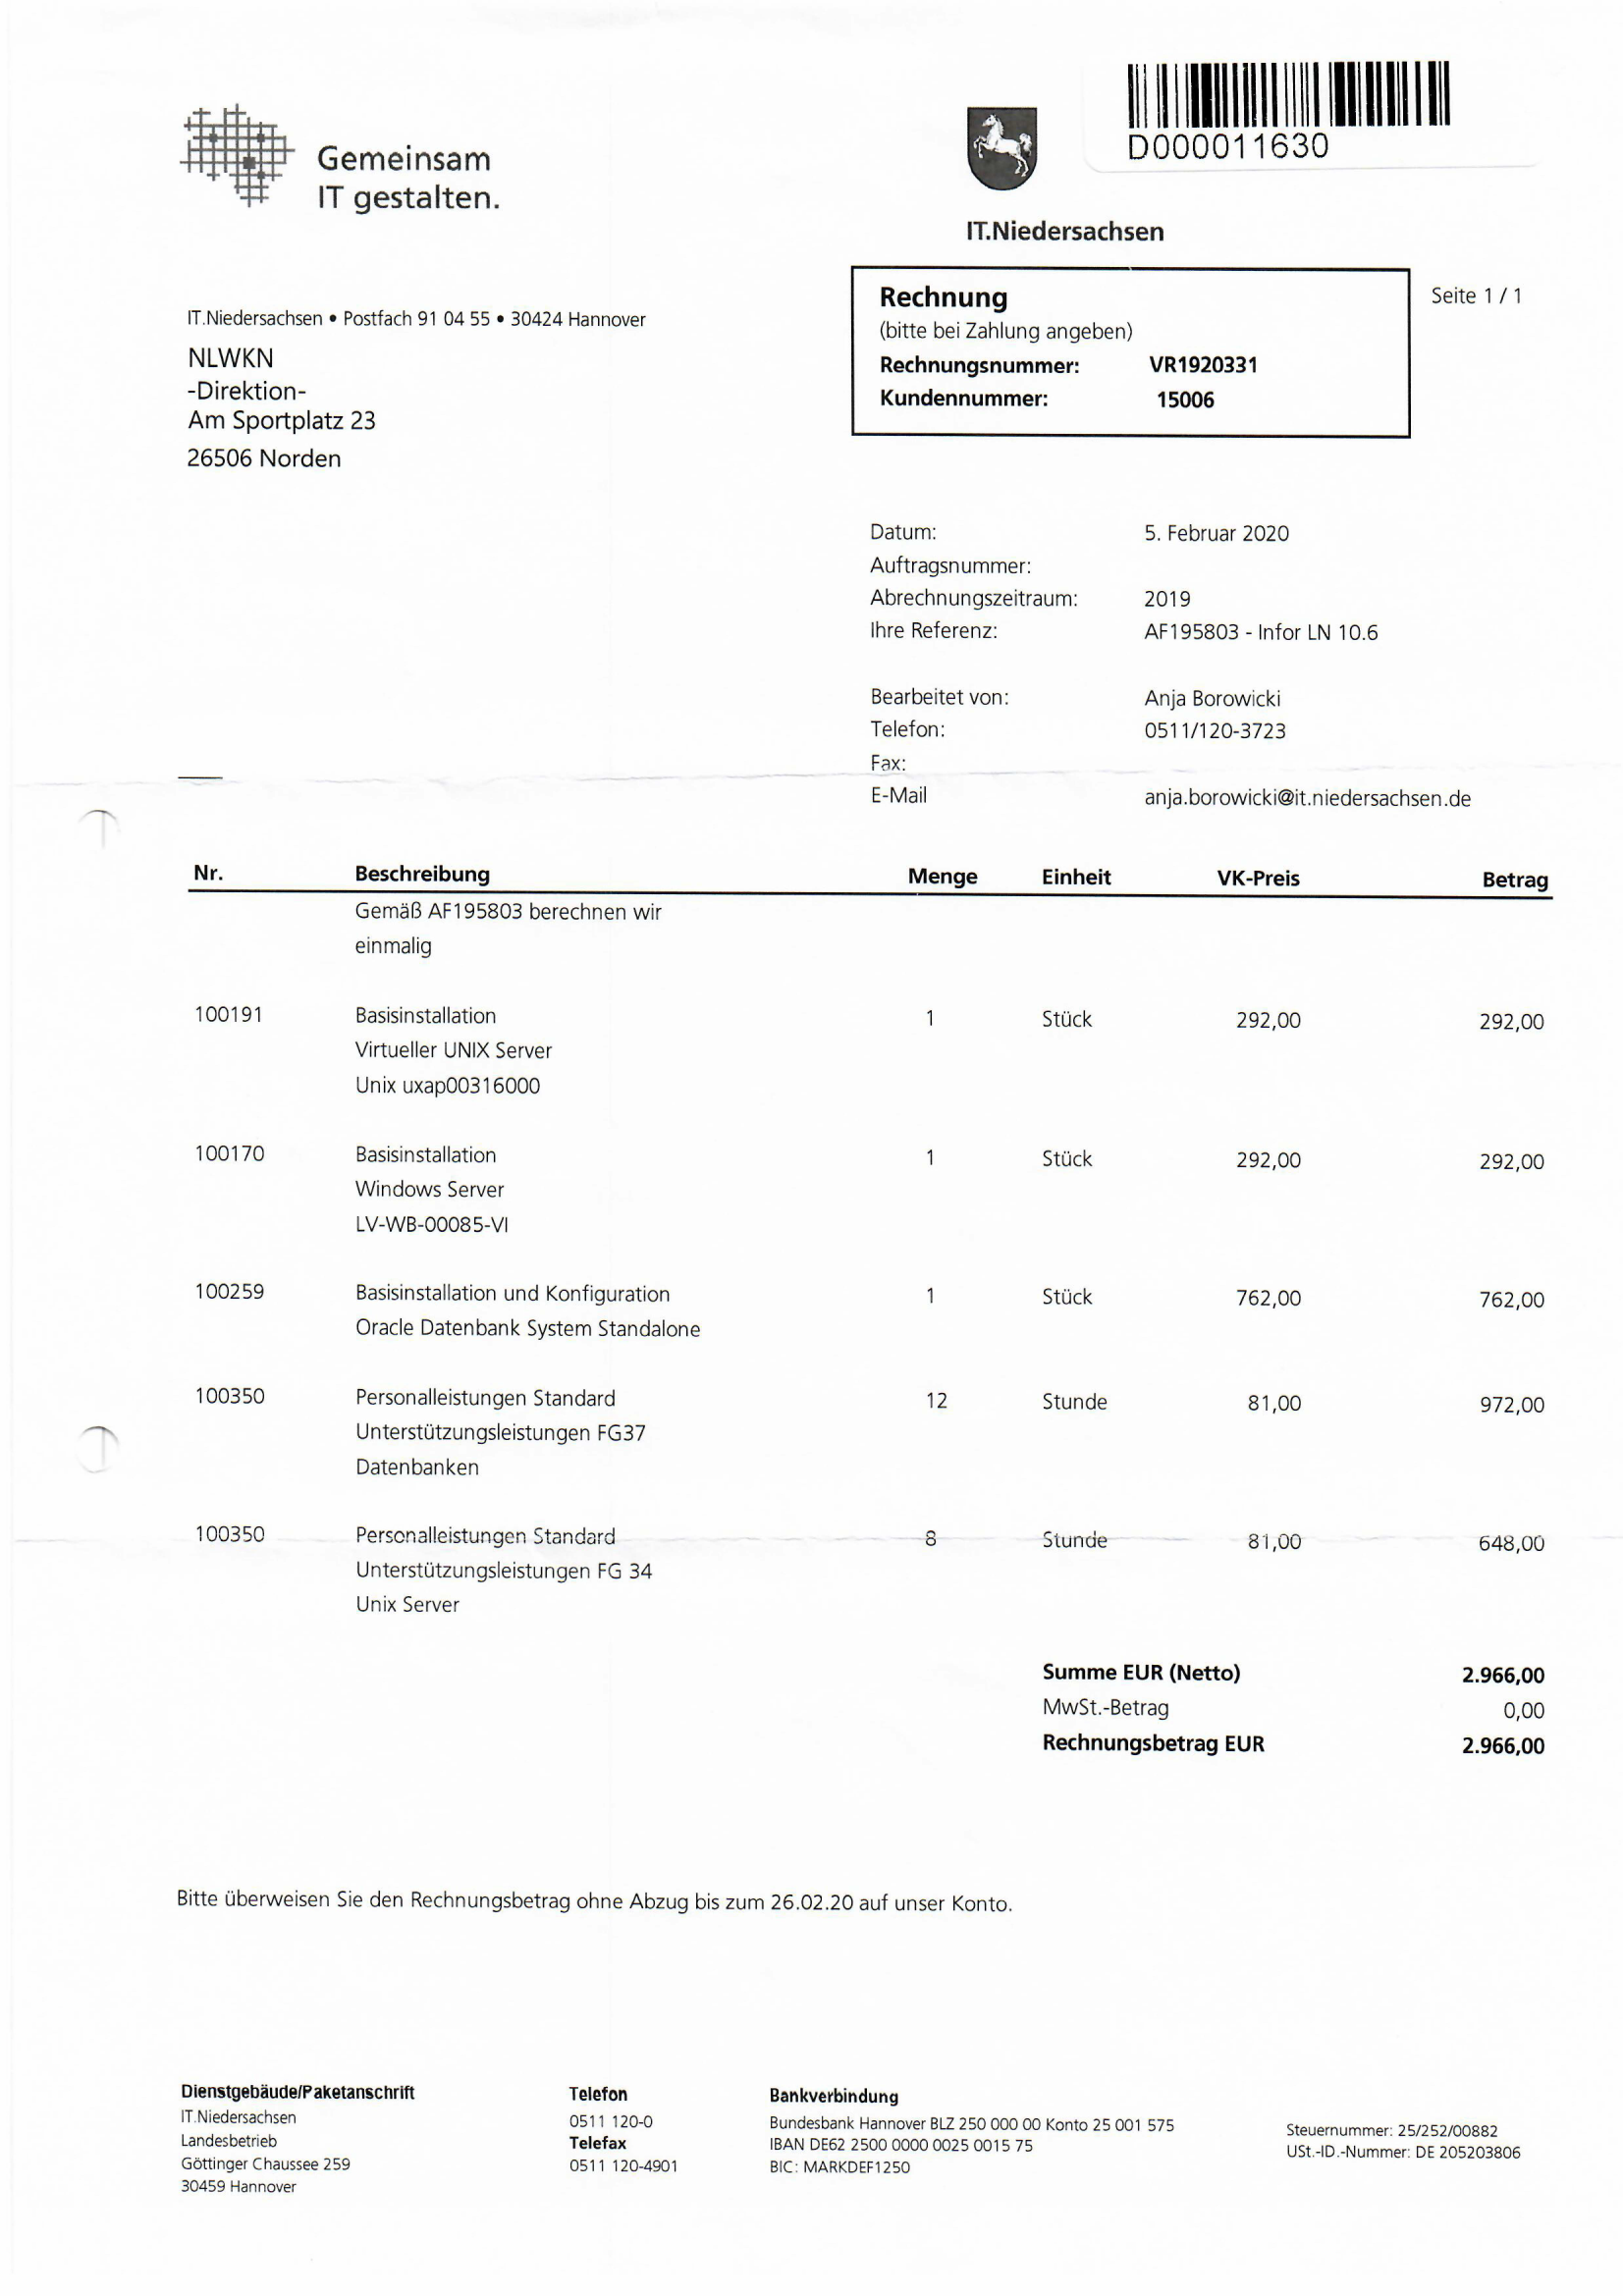 D000011630
Gemeinsam
IT gestalten.
IT.Niedersachsen
Rechnung
(bitte bei Zahlung angeben)
Rechnungsnummer: VR1920331
Kundennummer: 15006
Seite 1 / 1
IT.Niedersachsen • Postfach 91 04 55 • 30424 Hannover
NLWKN
-Direktion-
Am Sportplatz 23
26506 Norden
Datum: 5. Februar 2020
Auftragsnummer:
Abrechnungszeitraum: 2019
Ihre Referenz: AF195803 - Infor LN 10.6
Bearbeitet von: Anja Borowicki
Telefon: 0511/120-3723
Fax:
E-Mail anja.borowicki@it.niedersachsen.de
Nr. Beschreibung Menge Einheit VK-Preis Betrag
Gemäß AF195803 berechnen wir
einmalig
100191 Basisinstallation 1 Stück 292,00 292,00
Virtueller UNIX Server
Unix uxap00316000
100170 Basisinstallation 1 Stück 292,00 292,00
Windows Server
LV-WB-00085-VI
100259 Basisinstallation und Konfiguration 1 Stück 762,00 762,00
Oracle Datenbank System Standalone
100350 Personalleistungen Standard 12 Stunde 81,00 972,00
Unterstützungsleistungen FG37
Datenbanken
100350 Personalleistungen Standard 8 Stunde 81,00 648,00
Unterstützungsleistungen FG 34
Unix Server
Summe EUR (Netto) 2.966,00
MwSt.-Betrag 0,00
Rechnungsbetrag EUR 2.966,00
Bitte überweisen Sie den Rechnungsbetrag ohne Abzug bis zum 26.02.20 auf unser Konto.
Dienstgebäude/Paketanschrift
IT.Niedersachsen
Landesbetrieb
Göttinger Chaussee 259
30459 Hannover
Telefon
0511 120-0
Telefax
0511 120-4901
Bankverbindung
Bundesbank Hannover BLZ 250 000 00 Konto 25 001 575
IBAN DE62 2500 0000 0025 0015 75
BIC: MARKDEF1250
Steuernummer: 25/252/00882
USt.-ID.-Nummer: DE 205203806